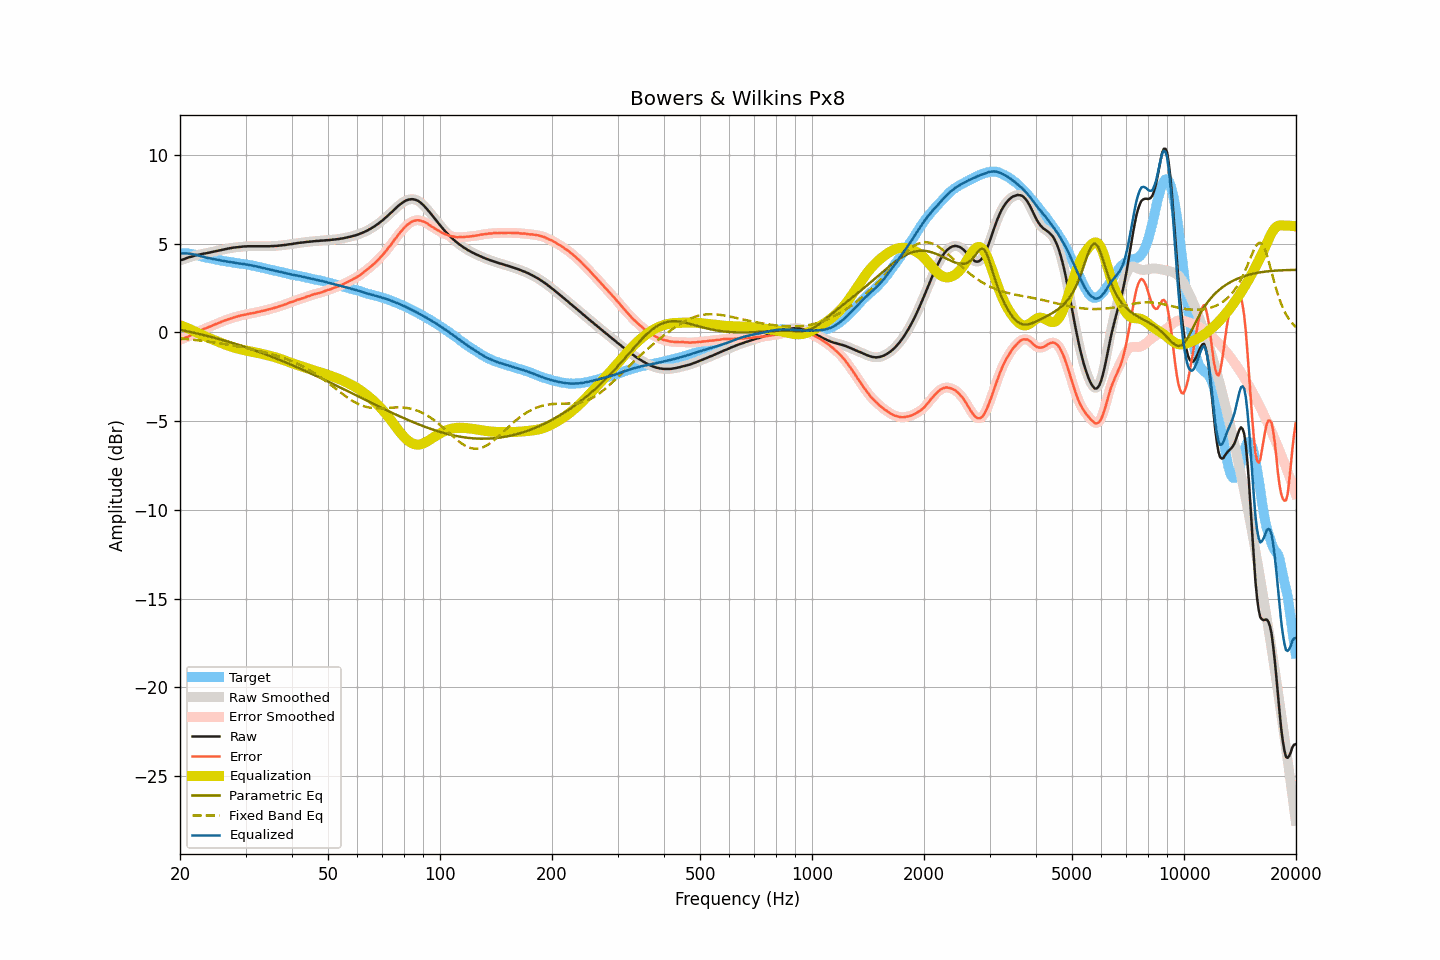 Bowers & Wilkins Px8
10
5
0
−5
−10
−15
−20
−25
Amplitude (dBr)
Target
Raw Smoothed
Error Smoothed
Raw
Error
Equalization
Parametric Eq
Fixed Band Eq
Equalized
20 50 100 200 500 1000 2000 5000 10000 20000
Frequency (Hz)